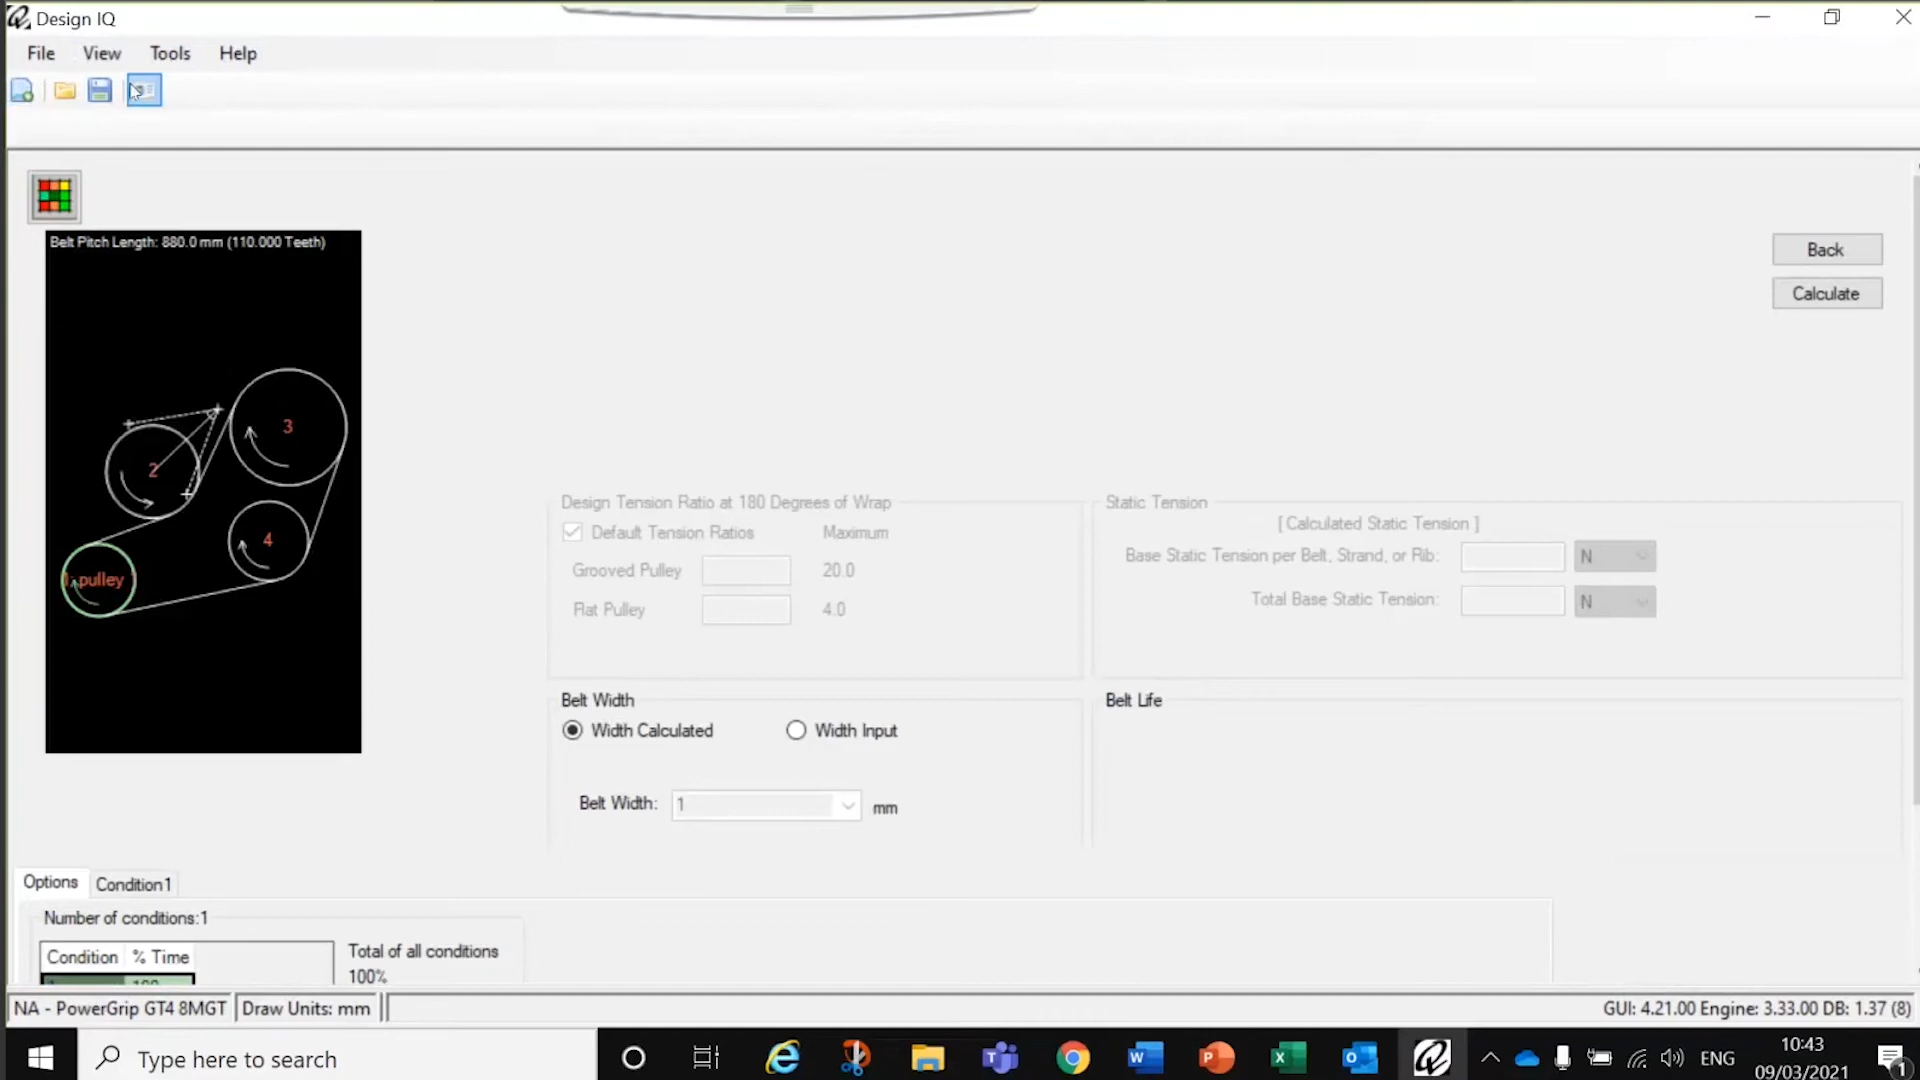 Design IQ
File View Tools Help
Belt Pitch Length: 880.0 mm (110.000 Teeth)
3
2
4
1: pulley
Back
Calculate
Design Tension Ratio at 180 Degrees of Wrap
Default Tension Ratios Maximum
Grooved Pulley 20.0
Flat Pulley 4.0
Static Tension
[ Calculated Static Tension ]
Base Static Tension per Belt, Strand, or Rib: N
Total Base Static Tension: N
Belt Width
Width Calculated Width Input
Belt Width: 1 mm
Belt Life
Options Condition1
Number of conditions:1
Condition % Time
Total of all conditions
100%
NA - PowerGrip GT4 8MGT Draw Units: mm
GUI: 4.21.00 Engine: 3.33.00 DB: 1.37 (8)
Type here to search
ENG
10:43
09/03/2021
1